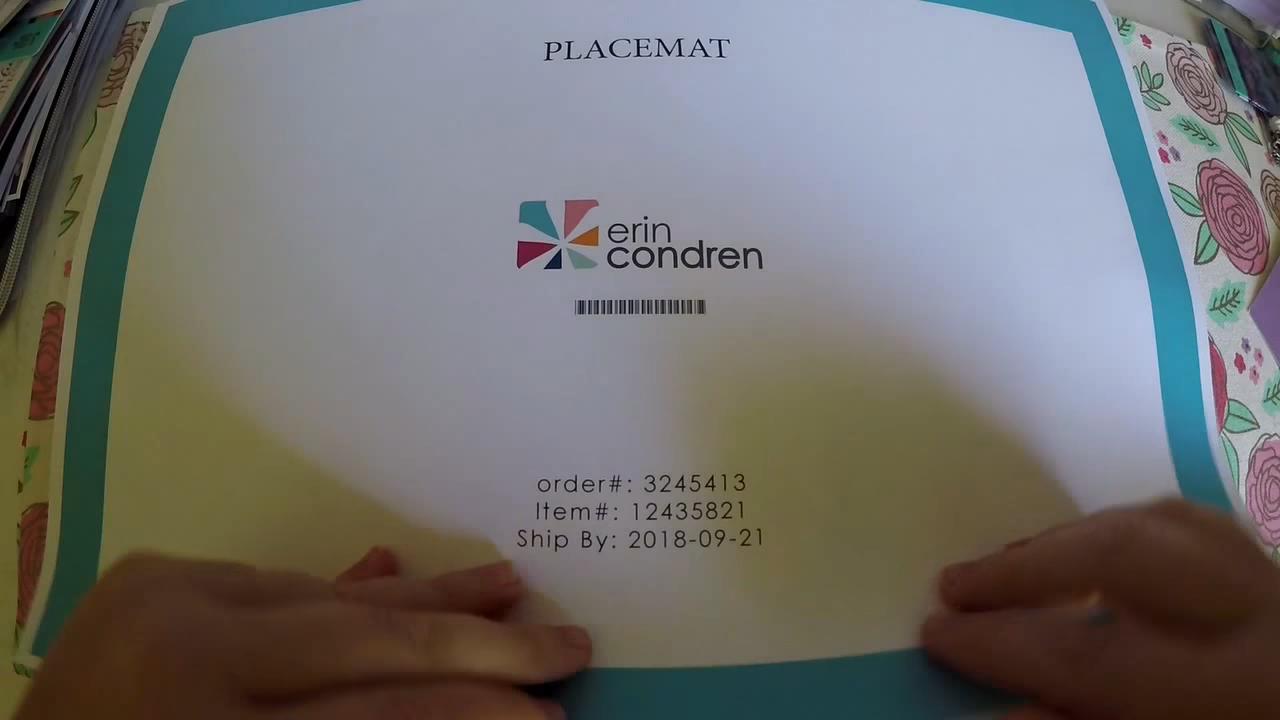 PLACEMAT
erin
condren
order#: 3245413
Item#: 12435821
Ship By: 2018-09-21